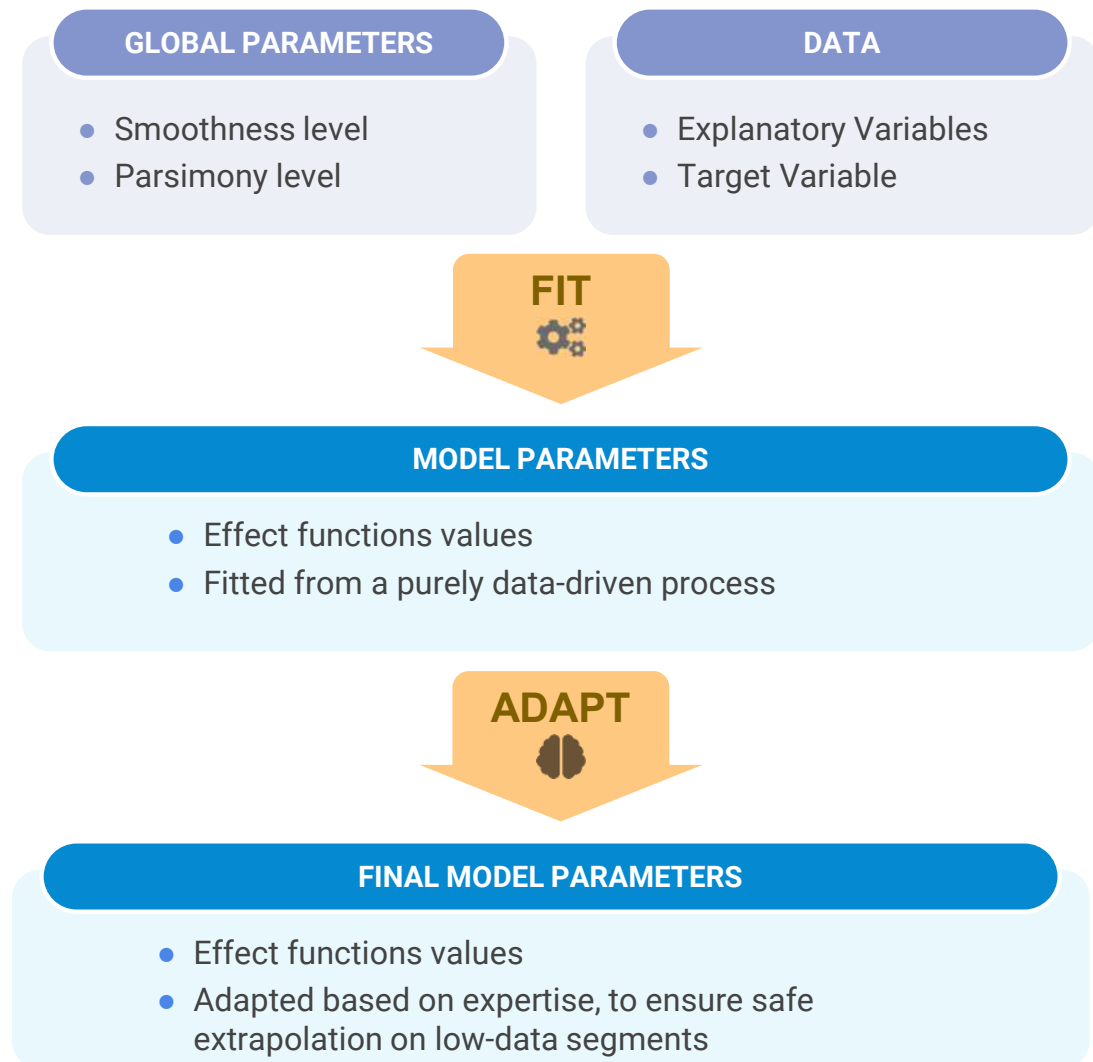 GLOBAL PARAMETERS
Smoothness level
Parsimony level
DATA
Explanatory Variables
Target Variable
FIT
MODEL PARAMETERS
Effect functions values
Fitted from a purely data-driven process
ADAPT
FINAL MODEL PARAMETERS
Effect functions values
Adapted based on expertise, to ensure safe
extrapolation on low-data segments